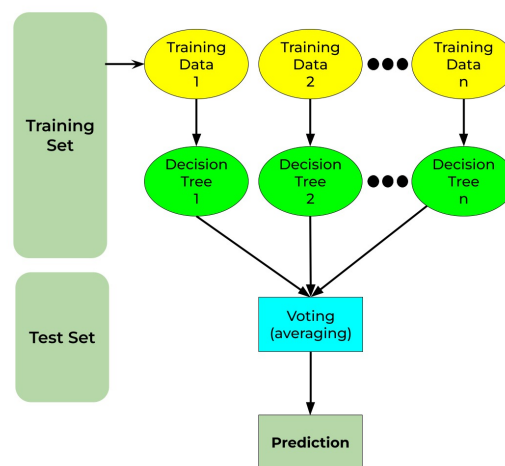 Training
Set
Training
Data
1
Training
Data
2
Training
Data
n
Decision
Tree
1
Decision
Tree
2
Decision
Tree
n
Test Set
Voting
(averaging)
Prediction